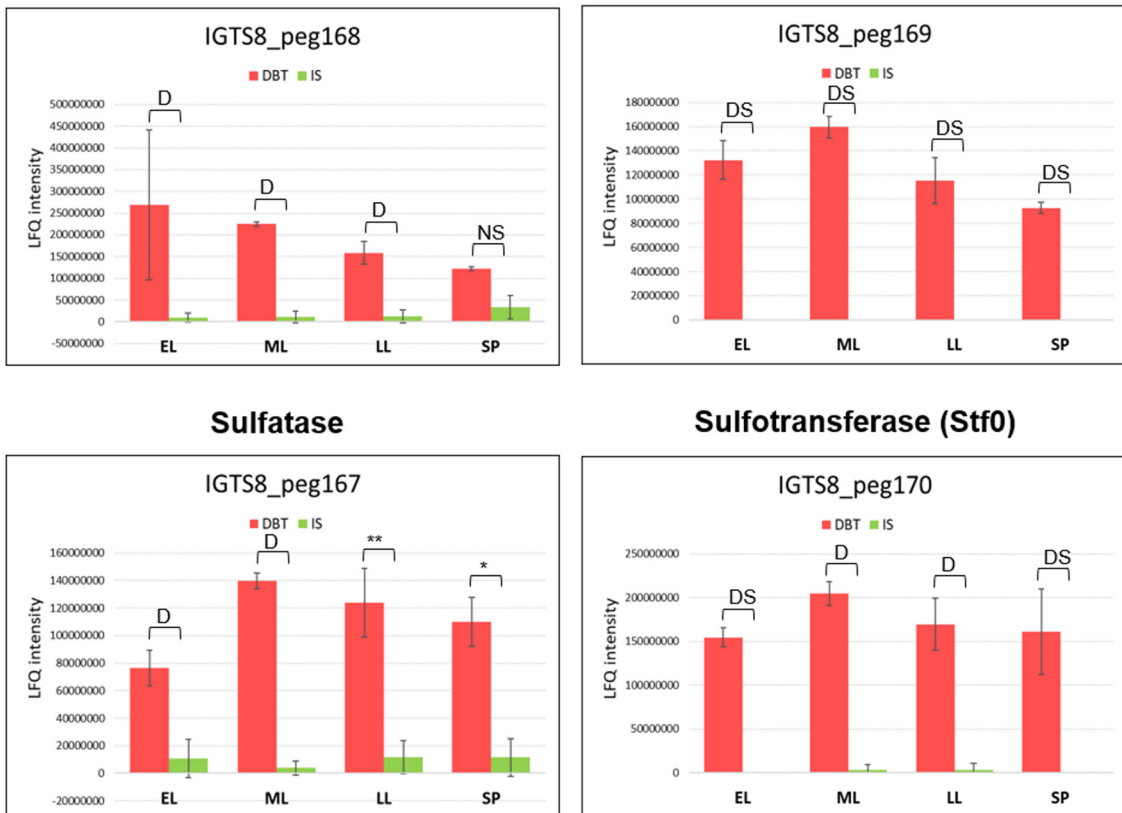 IGTS8_peg168
DBT IS
LFQ intensity
500000000
450000000
400000000
350000000
300000000
250000000
200000000
150000000
100000000
50000000
0
-50000000
D
D
D
NS
EL ML LL SP
IGTS8_peg169
DBT IS
LFQ intensity
180000000
160000000
140000000
120000000
100000000
80000000
60000000
40000000
20000000
0
DS
DS
DS
DS
EL ML LL SP
Sulfatase
Sulfotransferase (Stf0)
IGTS8_peg167
DBT IS
LFQ intensity
160000000
140000000
120000000
100000000
80000000
60000000
40000000
20000000
0
-20000000
D
D
**
*
EL ML LL SP
IGTS8_peg170
DBT IS
LFQ intensity
250000000
200000000
150000000
100000000
50000000
0
DS
D
D
DS
EL ML LL SP